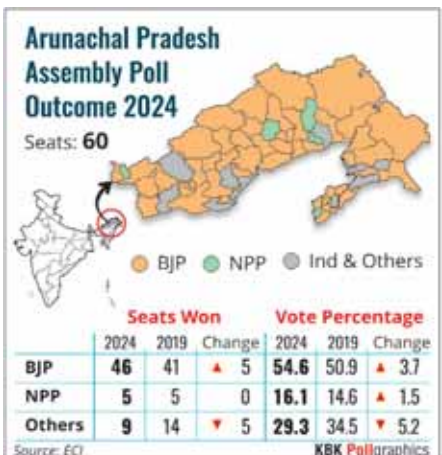 Arunachal Pradesh
Assembly Poll
Outcome 2024
Seats: 60
BJP NPP Ind & Others
Seats Won Vote Percentage
2024 2019 Change 2024 2019 Change
BJP 46 41 ▲ 5 54.6 50.9 ▲ 3.7
NPP 5 5 0 16.1 14.6 ▲ 1.5
Others 9 14 ▼ 5 29.3 34.5 ▼ 5.2
Source: ECI KBK Pollgraphics